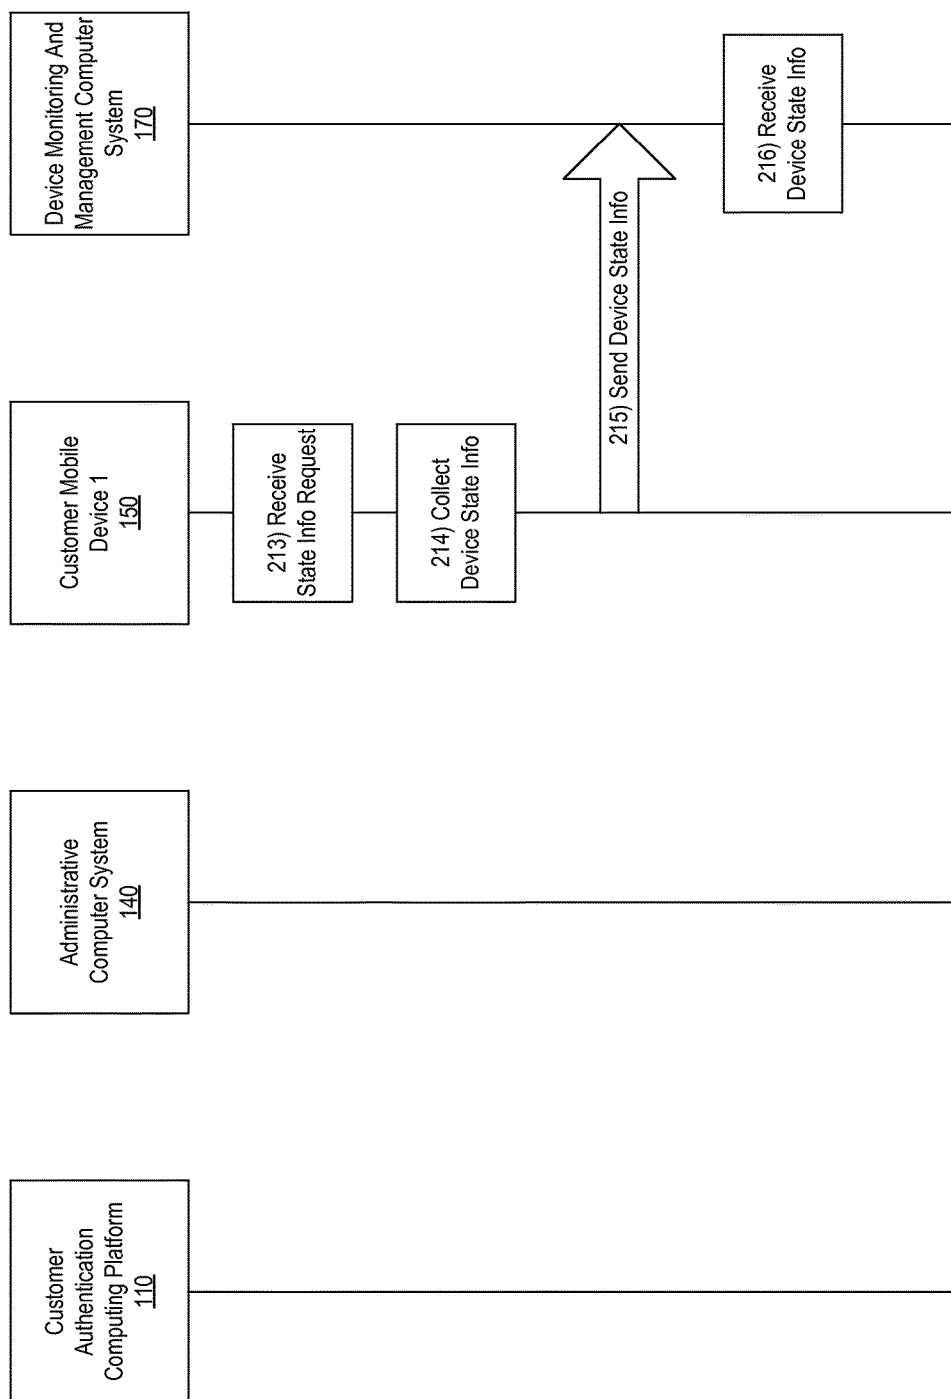 Customer
Authentication
Computing Platform
110
Administrative
Computer System
140
Customer Mobile
Device 1
150
Device Monitoring And
Management Computer
System
170
213) Receive
State Info Request
214) Collect
Device State Info
215) Send Device State Info
216) Receive
Device State Info